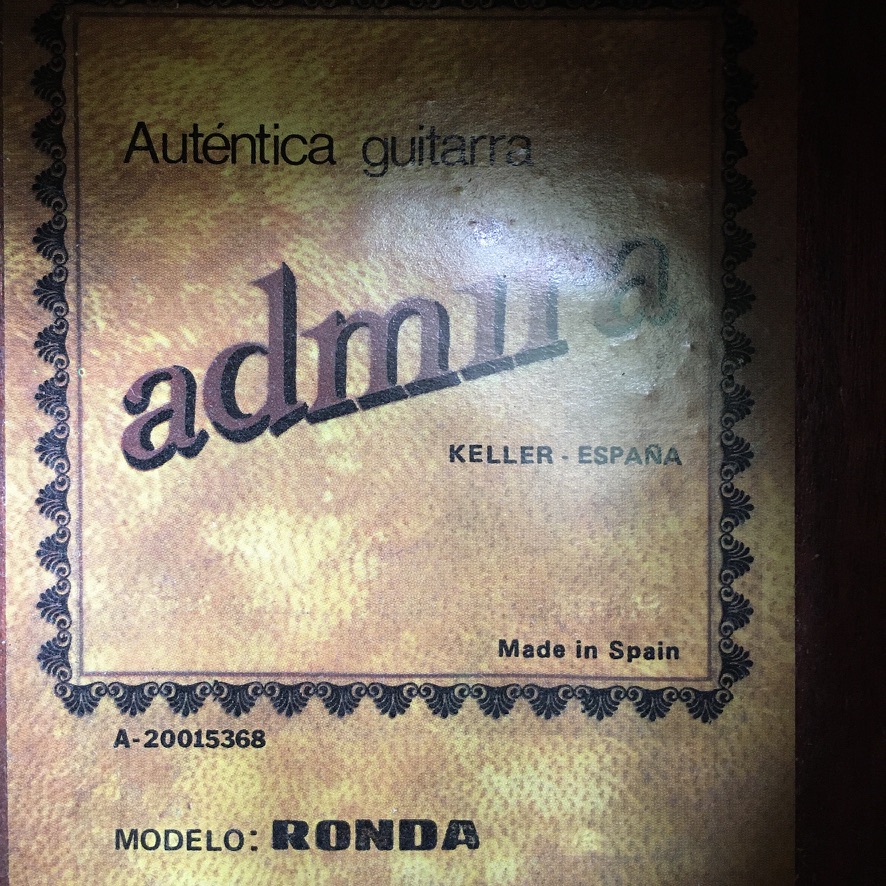 Auténtica guitarra
admira
KELLER - ESPAÑA
Made in Spain
A-20015368
MODELO: RONDA